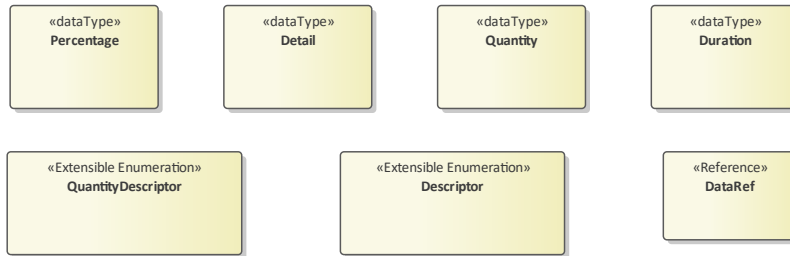 «dataType»
Percentage
«dataType»
Detail
«dataType»
Quantity
«dataType»
Duration
«Extensible Enumeration»
QuantityDescriptor
«Extensible Enumeration»
Descriptor
«Reference»
DataRef